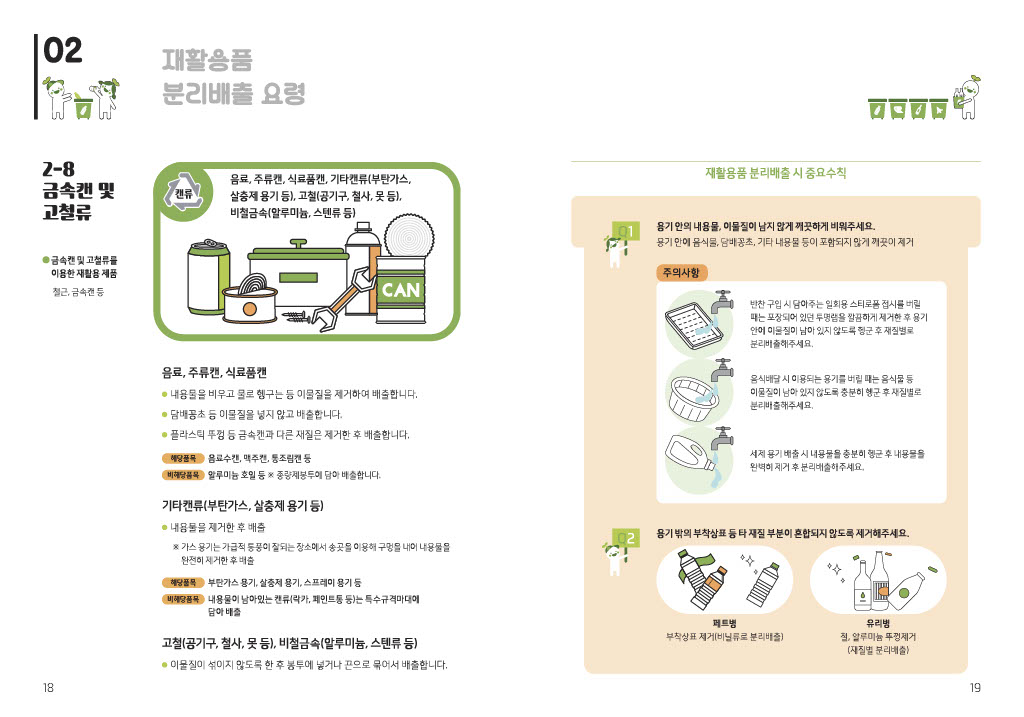 02
재활용품
분리배출 요령
2-8
금속캔 및
고철류
금속캔 및 고철류를
이용한 재활용 제품
철근, 금속캔 등
캔류
음료, 주류캔, 식료품캔, 기타캔류(부탄가스,
살충제 용기 등), 고철(공기구, 철사, 못 등),
비철금속(알루미늄, 스텐류 등)
CAN
음료, 주류캔, 식료품캔
내용물을 비우고 물로 헹구는 등 이물질을 제거하여 배출합니다.
담배꽁초 등 이물질을 넣지 않고 배출합니다.
플라스틱 뚜껑 등 금속캔과 다른 재질은 제거한 후 배출합니다.
해당품목 음료수캔, 맥주캔, 통조림캔 등
비해당품목 알루미늄 호일 등 ※ 종량제봉투에 담아 배출합니다.
기타캔류(부탄가스, 살충제 용기 등)
내용물을 제거한 후 배출
※ 가스 용기는 가급적 통풍이 잘되는 장소에서 송곳을 이용해 구멍을 내어 내용물을
완전히 제거한 후 배출
해당품목 부탄가스 용기, 살충제 용기, 스프레이 용기 등
비해당품목 내용물이 남아있는 캔류(락카, 페인트통 등)는 특수규격마대에
담아 배출
고철(공기구, 철사, 못 등), 비철금속(알루미늄, 스텐류 등)
이물질이 섞이지 않도록 한 후 봉투에 넣거나 끈으로 묶어서 배출합니다.
18
재활용품 분리배출 시 중요수칙
01
용기 안의 내용물, 이물질이 남지 않게 깨끗하게 비워주세요.
용기 안에 음식물, 담배꽁초, 기타 내용물 등이 포함되지 않게 깨끗이 제거
주의사항
반찬 구입 시 담아주는 일회용 스티로폼 접시를 버릴
때는 포장되어 있던 투명랩을 깔끔하게 제거한 후 용기
안에 이물질이 남아 있지 않도록 헹군 후 재질별로
분리배출해주세요.
음식배달 시 이용되는 용기를 버릴 때는 음식물 등
이물질이 남아 있지 않도록 충분히 헹군 후 재질별로
분리배출해주세요.
세제 용기 배출 시 내용물을 충분히 헹군 후 내용물을
완벽히 제거 후 분리배출해주세요.
02
용기 밖의 부착상표 등 타 재질 부분이 혼합되지 않도록 제거해주세요.
페트병
부착상표 제거(비닐류로 분리배출)
유리병
철, 알루미늄 뚜껑제거
(재질별 분리배출)
19